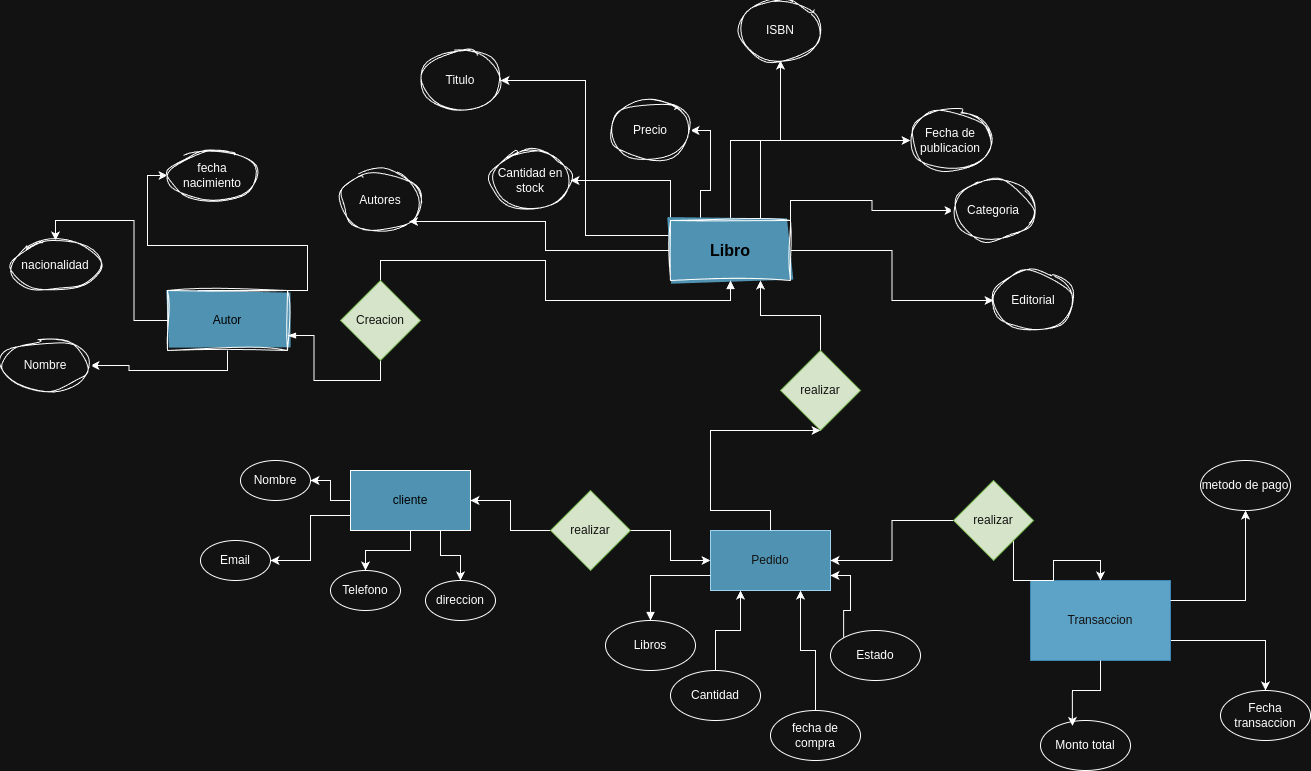 ISBN
Titulo
Precio
Fecha de
publicacion
fecha
nacimiento
Cantidad en
stock
Autores
Categoria
Libro
nacionalidad
Editorial
Autor
Creacion
Nombre
realizar
Nombre
cliente
metodo de pago
realizar
realizar
Email
Pedido
Telefono
direccion
Transaccion
Libros
Estado
Cantidad
Fecha
transaccion
fecha de
compra
Monto total